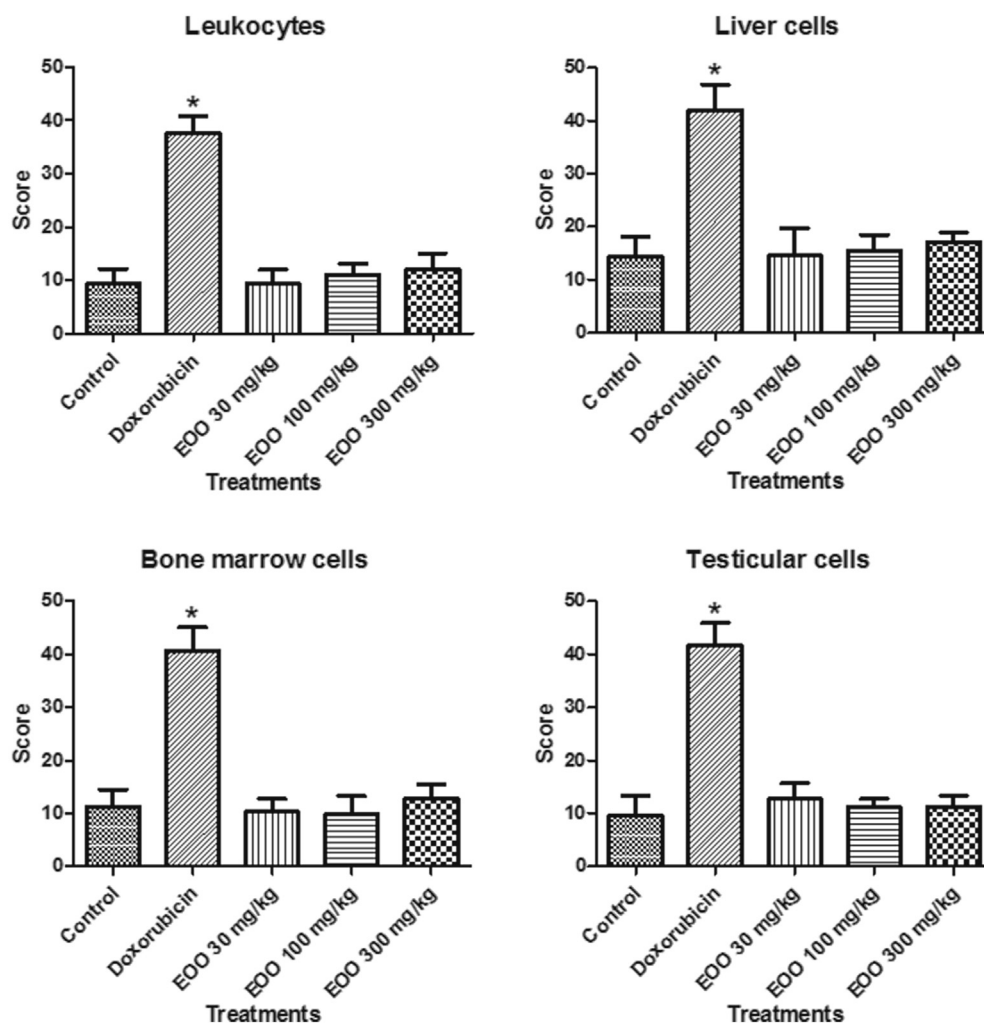 Leukocytes
50
40
30
20
10
0
Score
*
Control
Doxorubicin
EOO 30 mg/kg
EOO 100 mg/kg
EOO 300 mg/kg
Treatments
Liver cells
50
40
30
20
10
0
Score
*
Control
Doxorubicin
EOO 30 mg/kg
EOO 100 mg/kg
EOO 300 mg/kg
Treatments
Bone marrow cells
50
40
30
20
10
0
Score
*
Control
Doxorubicin
EOO 30 mg/kg
EOO 100 mg/kg
EOO 300 mg/kg
Treatments
Testicular cells
50
40
30
20
10
0
Score
*
Control
Doxorubicin
EOO 30 mg/kg
EOO 100 mg/kg
EOO 300 mg/kg
Treatments